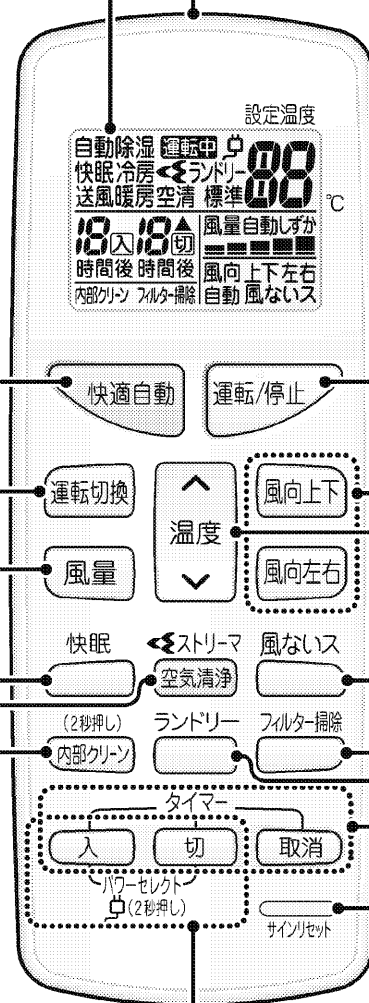 設定温度
自動除湿 運転中
快眠冷房 ランドリー 88 ℃
送風暖房空清 標準
18入 18切 風量自動しずか
時間後 時間後 風向 上下左右
内部クリーン フィルター掃除 自動 風ないス
快適自動 運転/停止
運転切換 風向上下
温度
風量 風向左右
快眠 ストリーマ 風ないス
空気清浄
(2秒押し) ランドリー フィルター掃除
内部クリーン
タイマー
入 切 取消
パワーセレクト
(2秒押し)
サインリセット